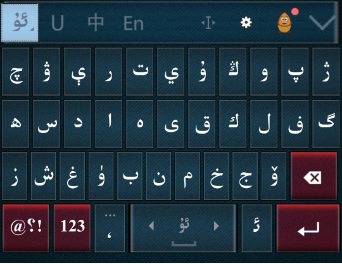 ئۇ U 中 En
چ ۋ ې ر ت ي ۇ ڭ و پ ژ
ھ س د ا ە ى ق ك ل ف گ
ز ش غ ۈ ب ن م خ ج ۆ
@؟! 123 … ، ئۇ ئ